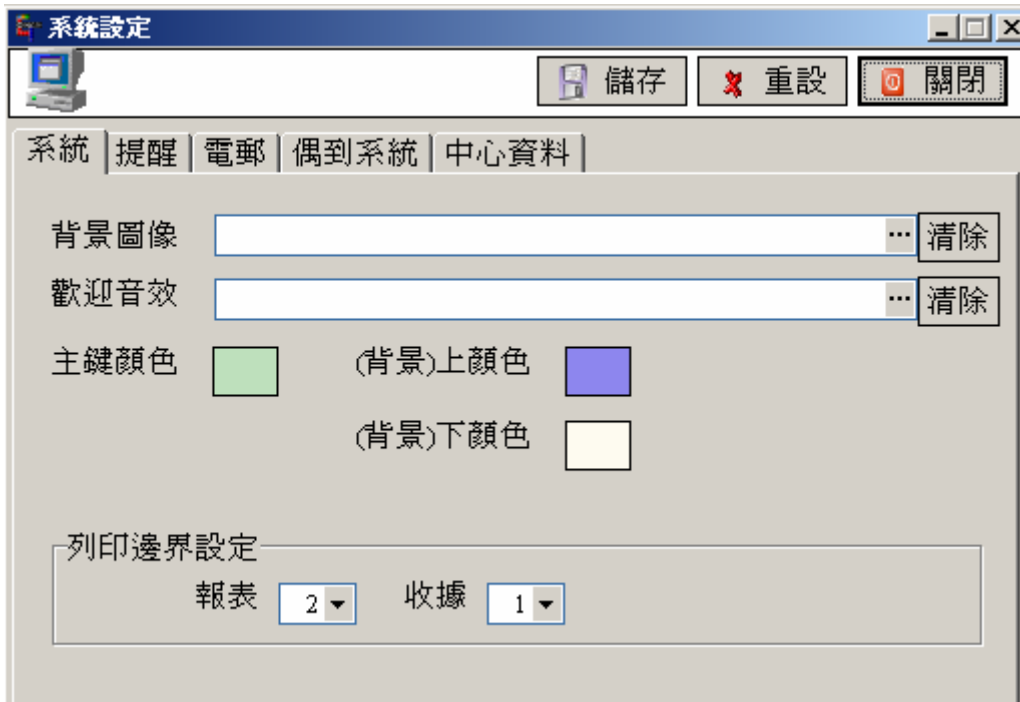 系統設定
儲存 重設 關閉
系統 提醒 電郵 偶到系統 中心資料
背景圖像 ... 清除
歡迎音效 ... 清除
主鍵顏色 (背景)上顏色
(背景)下顏色
列印邊界設定
報表 2 收據 1